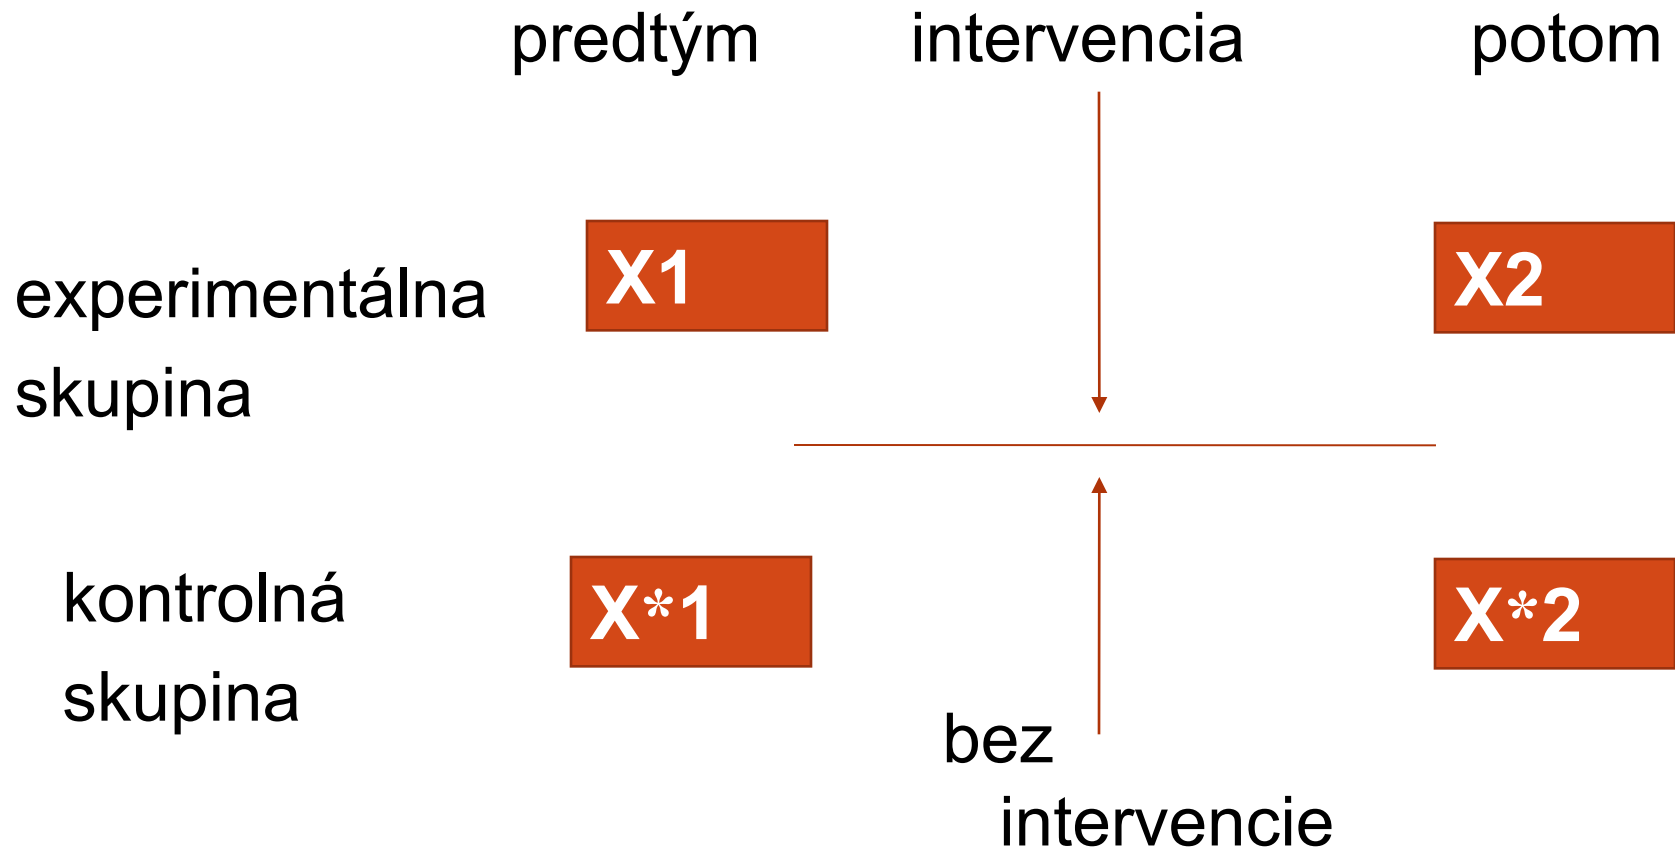 predtým intervencia potom
X1 X2
experimentálna
skupina
X*1 X*2
kontrolná
skupina
bez
intervencie